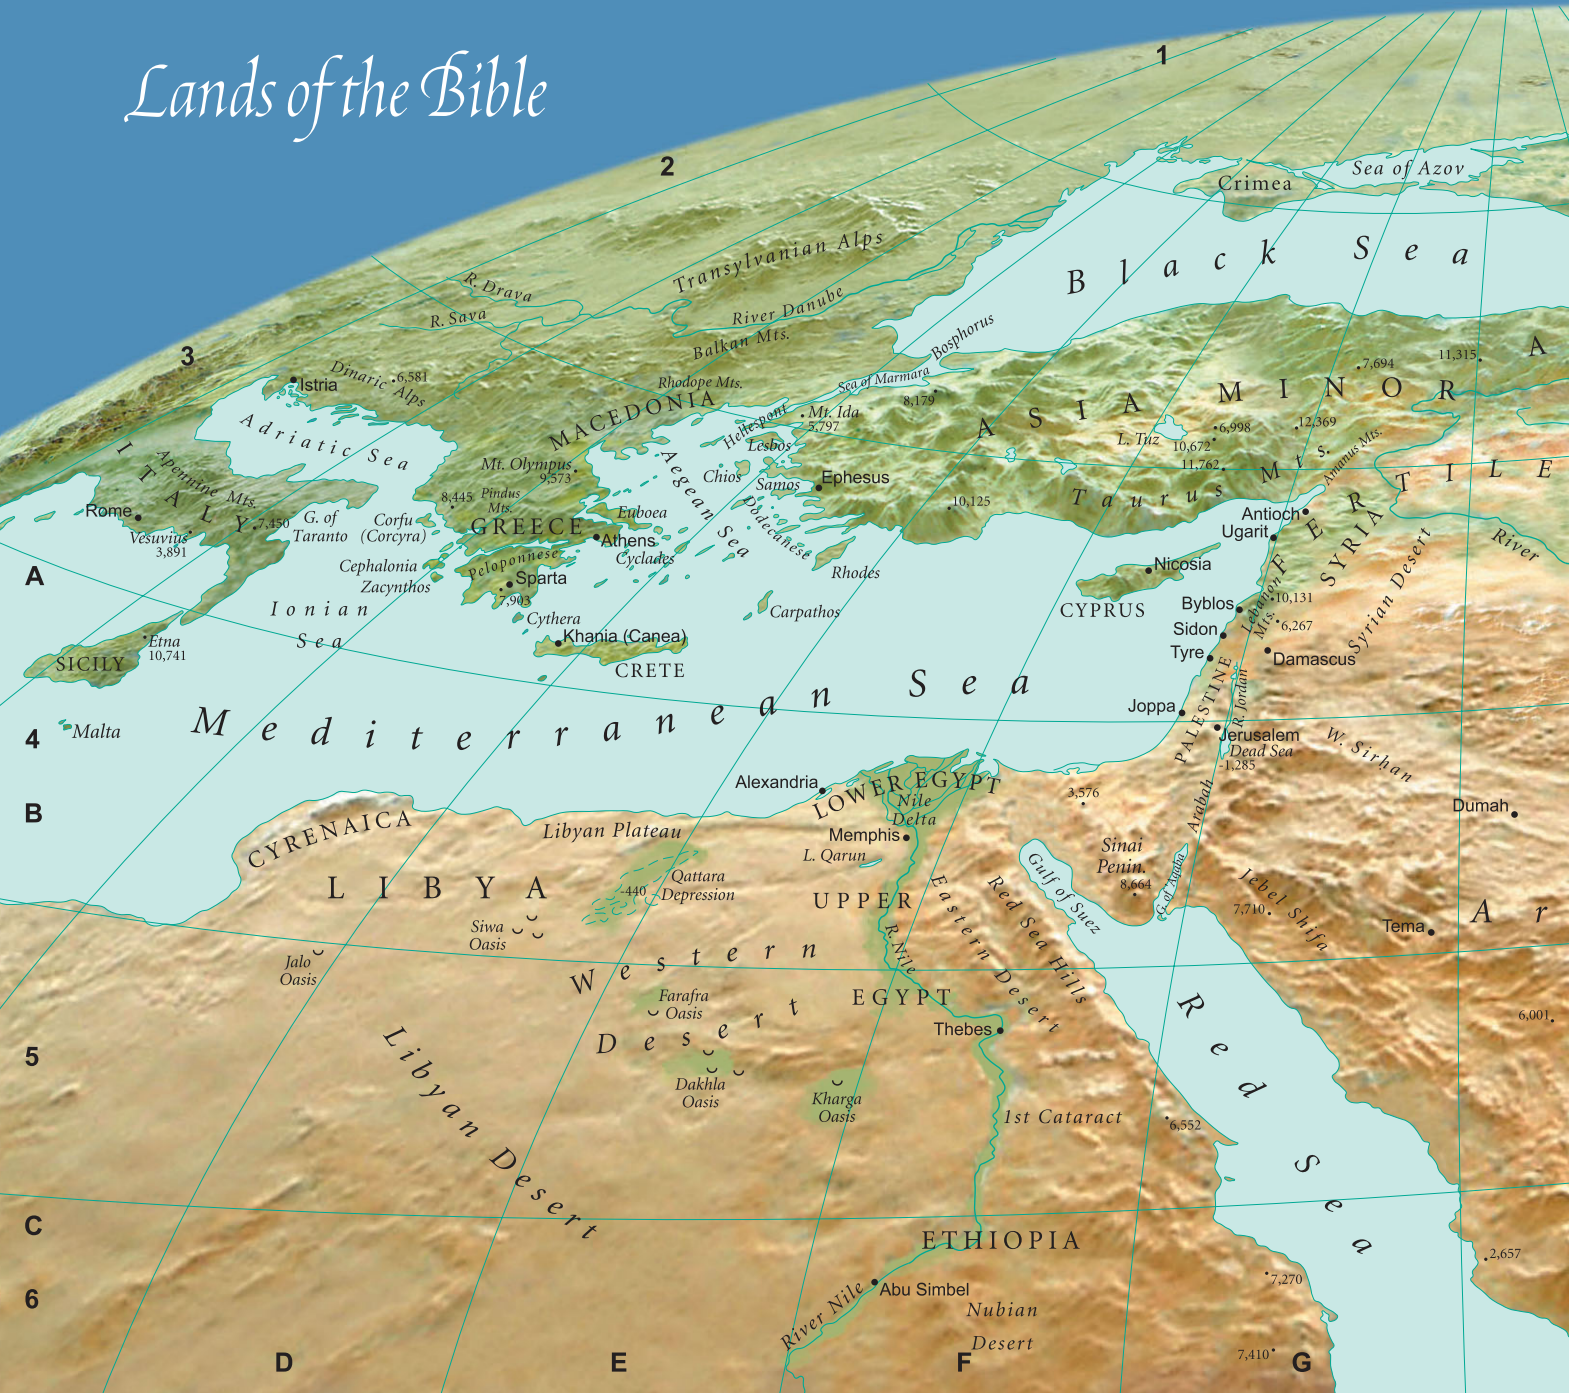 Lands of the Bible
1
2
3
Sea of Azov
Crimea
Black Sea
Transylvanian Alps
R. Drava
R. Sava
River Danube
Balkan Mts.
Bosphorus
Istria
Dinaric
Alps
6,581
Rhodope Mts.
Sea of Marmara
8,179
7,694
11,315
A
MACEDONIA
Hellespont
Mt. Ida
5,797
ASIA MINOR
L. Tuz
6,998
10,672
12,369
11,762
Adriatic Sea
ITALY
Apennine Mts.
Mt. Olympus
9,573
Aegean Sea
Lesbos
Chios
Samos
Ephesus
10,125
Taurus Mts.
Amanus Mts.
FERTILE
Rome
Vesuvius
3,891
7,450
G. of
Taranto
Corfu
(Corcyra)
8,445
Pindus
Mts.
GREECE
Euboea
Athens
Cyclades
Dodecanese
Antioch
Ugarit
SYRIA
River
A
Cephalonia
Zacynthos
Peloponnese
Sparta
7,903
Rhodes
Nicosia
CYPRUS
Syrian Desert
Ionian
Sea
Cythera
Carpathos
Byblos
Lebanon
Mts.
10,131
6,267
Etna
10,741
SICILY
Khania (Canea)
CRETE
Sidon
Tyre
Damascus
Mediterranean Sea
Malta
4
Joppa
PALESTINE
R. Jordan
Jerusalem
Dead Sea
-1,285
W. Sirhan
Alexandria
LOWER EGYPT
Nile
Delta
3,576
Arabah
Dumah
B
CYRENAICA
Libyan Plateau
Memphis
L. Qarun
Sinai
Penin.
8,664
Gulf of Suez
G. of 'Aqaba
LIBYA
-440
Qattara
Depression
UPPER
Eastern Desert
Red Sea Hills
Jebel Shifa
7,710
Tema
Ar
Siwa
Oasis
Jalo
Oasis
Western
R. Nile
Farafra
Oasis
EGYPT
Desert
Thebes
6,001
Red Sea
5
Libyan Desert
Dakhla
Oasis
Kharga
Oasis
1st Cataract
6,552
C
ETHIOPIA
2,657
6
River Nile
Abu Simbel
7,270
Nubian
Desert
7,410
D
E
F
G